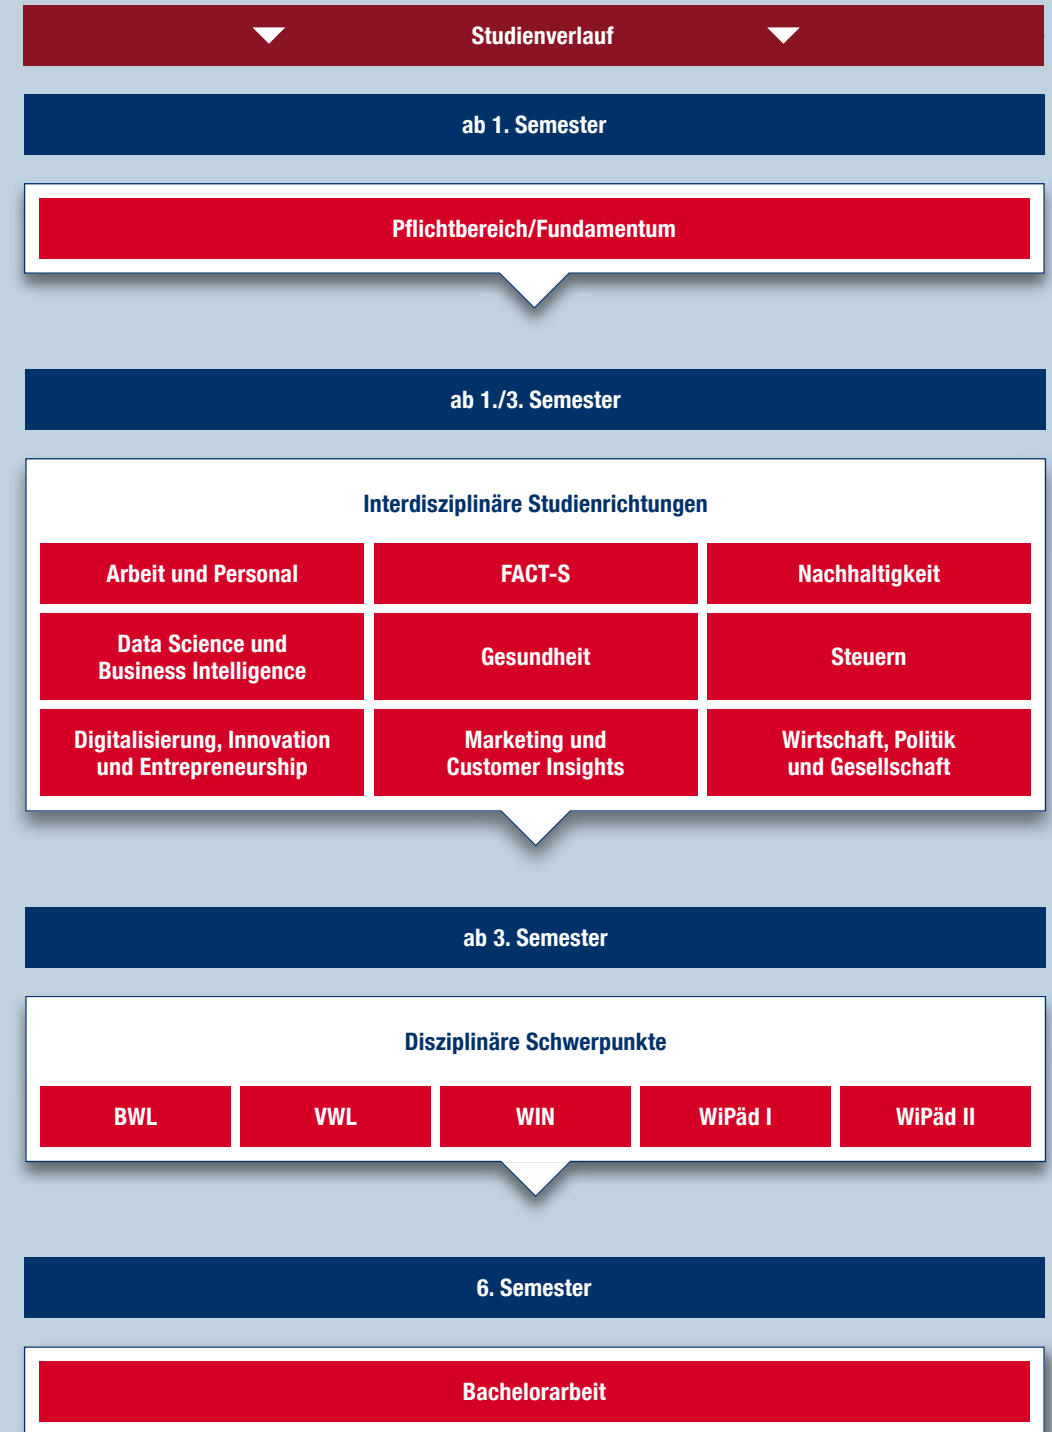 Studienverlauf
ab 1. Semester
Pflichtbereich/Fundamentum
ab 1./3. Semester
Interdisziplinäre Studienrichtungen
Arbeit und Personal
FACT-S
Nachhaltigkeit
Data Science und
Business Intelligence
Gesundheit
Steuern
Digitalisierung, Innovation
und Entrepreneurship
Marketing und
Customer Insights
Wirtschaft, Politik
und Gesellschaft
ab 3. Semester
Disziplinäre Schwerpunkte
BWL
VWL
WIN
WiPäd I
WiPäd II
6. Semester
Bachelorarbeit